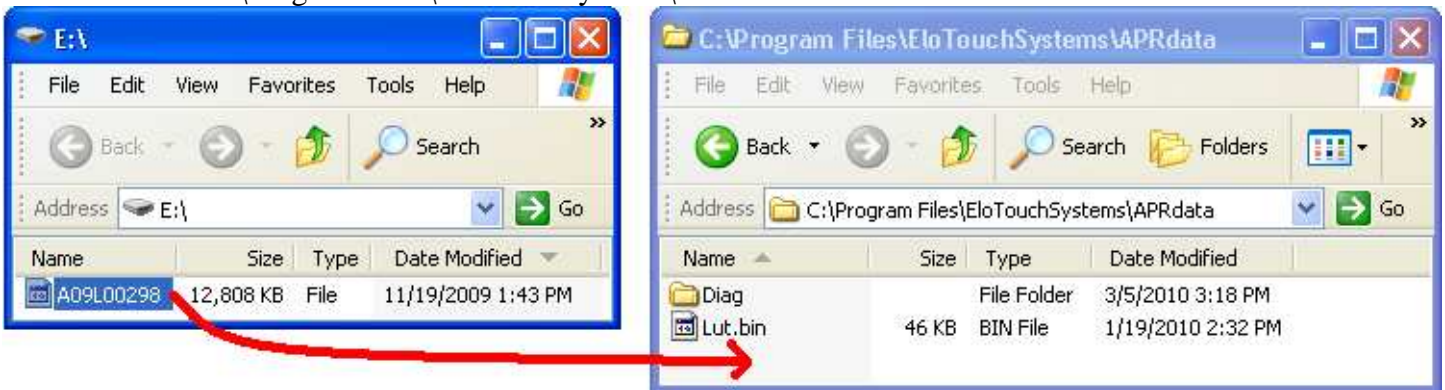 E:\
File Edit View Favorites Tools Help
Back Search »
Address E:\ Go
Name Size Type Date Modified
A09L00298 12,808 KB File 11/19/2009 1:43 PM
C:\Program Files\EloTouchSystems\APRdata
File Edit View Favorites Tools Help
Back Search Folders »
Address C:\Program Files\EloTouchSystems\APRdata Go
Name Size Type Date Modified
Diag File Folder 3/5/2010 3:18 PM
Lut.bin 46 KB BIN File 1/19/2010 2:32 PM